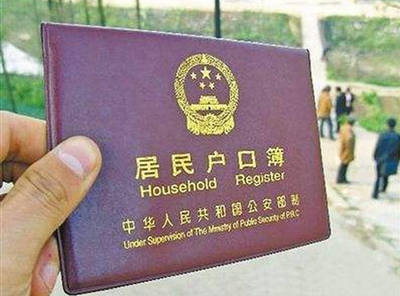 居民户口簿
Household Register
中华人民共和国公安部制
Under Supervision of The Ministry of Public Security of P.R.C